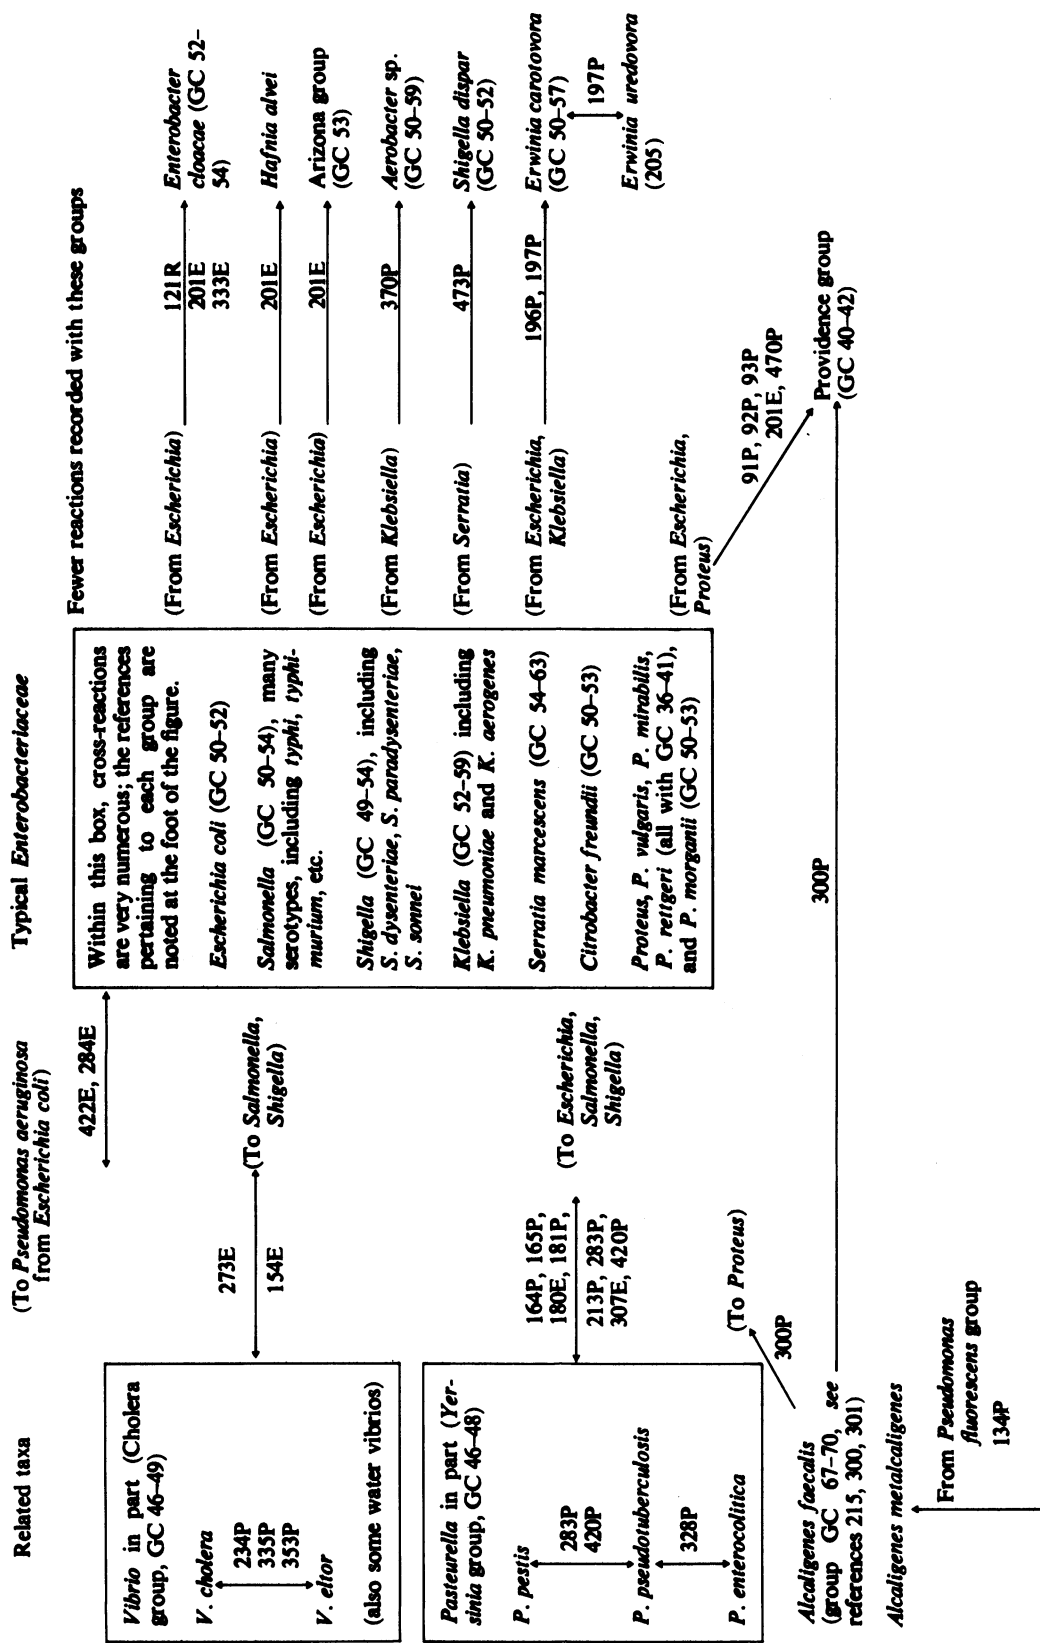 Related taxa
Vibrio in part (Cholera
group, GC 46–49)
V. cholera
234P
335P
353P
V. eltor
(also some water vibrios)
Pasteurella in part (Yer-
sinia group, GC 46–48)
P. pestis
283P
420P
P. pseudotuberculosis
328P
P. enterocolitica
Alcaligenes faecalis
(group GC 67–70, see
references 215, 300, 301)
Alcaligenes metalcaligenes
From Pseudomonas
fluorescens group
134P
(To Pseudomonas aeruginosa
from Escherichia coli)
422E, 284E
273E
154E
(To Salmonella,
Shigella)
164P, 165P,
180E, 181P,
213P, 283P,
307E, 420P
(To Escherichia,
Salmonella,
Shigella)
300P
(To Proteus)
300P
Typical Enterobacteriaceae
Within this box, cross-reactions
are very numerous; the references
pertaining to each group are
noted at the foot of the figure.
Escherichia coli (GC 50–52)
Salmonella (GC 50–54), many
serotypes, including typhi, typhi-
murium, etc.
Shigella (GC 49–54), including
S. dysenteriae, S. paradysenteriae,
S. sonnei
Klebsiella (GC 52–59) including
K. pneumoniae and K. aerogenes
Serratia marcescens (GC 54–63)
Citrobacter freundii (GC 50–53)
Proteus, P. vulgaris, P. mirabilis,
P. rettgeri (all with GC 36–41),
and P. morganii (GC 50–53)
Fewer reactions recorded with these groups
(From Escherichia)
121R
201E
333E
Enterobacter
cloacae (GC 52–
54)
(From Escherichia)
201E
Hafnia alvei
(From Escherichia)
201E
Arizona group
(GC 53)
(From Klebsiella)
370P
Aerobacter sp.
(GC 50–59)
(From Serratia)
473P
Shigella dispar
(GC 50–52)
(From Escherichia,
Klebsiella)
196P, 197P
Erwinia carotovora
(GC 50–57)
197P
Erwinia uredovora
(205)
(From Escherichia,
Proteus)
91P, 92P, 93P
201E, 470P
Providence group
(GC 40–42)